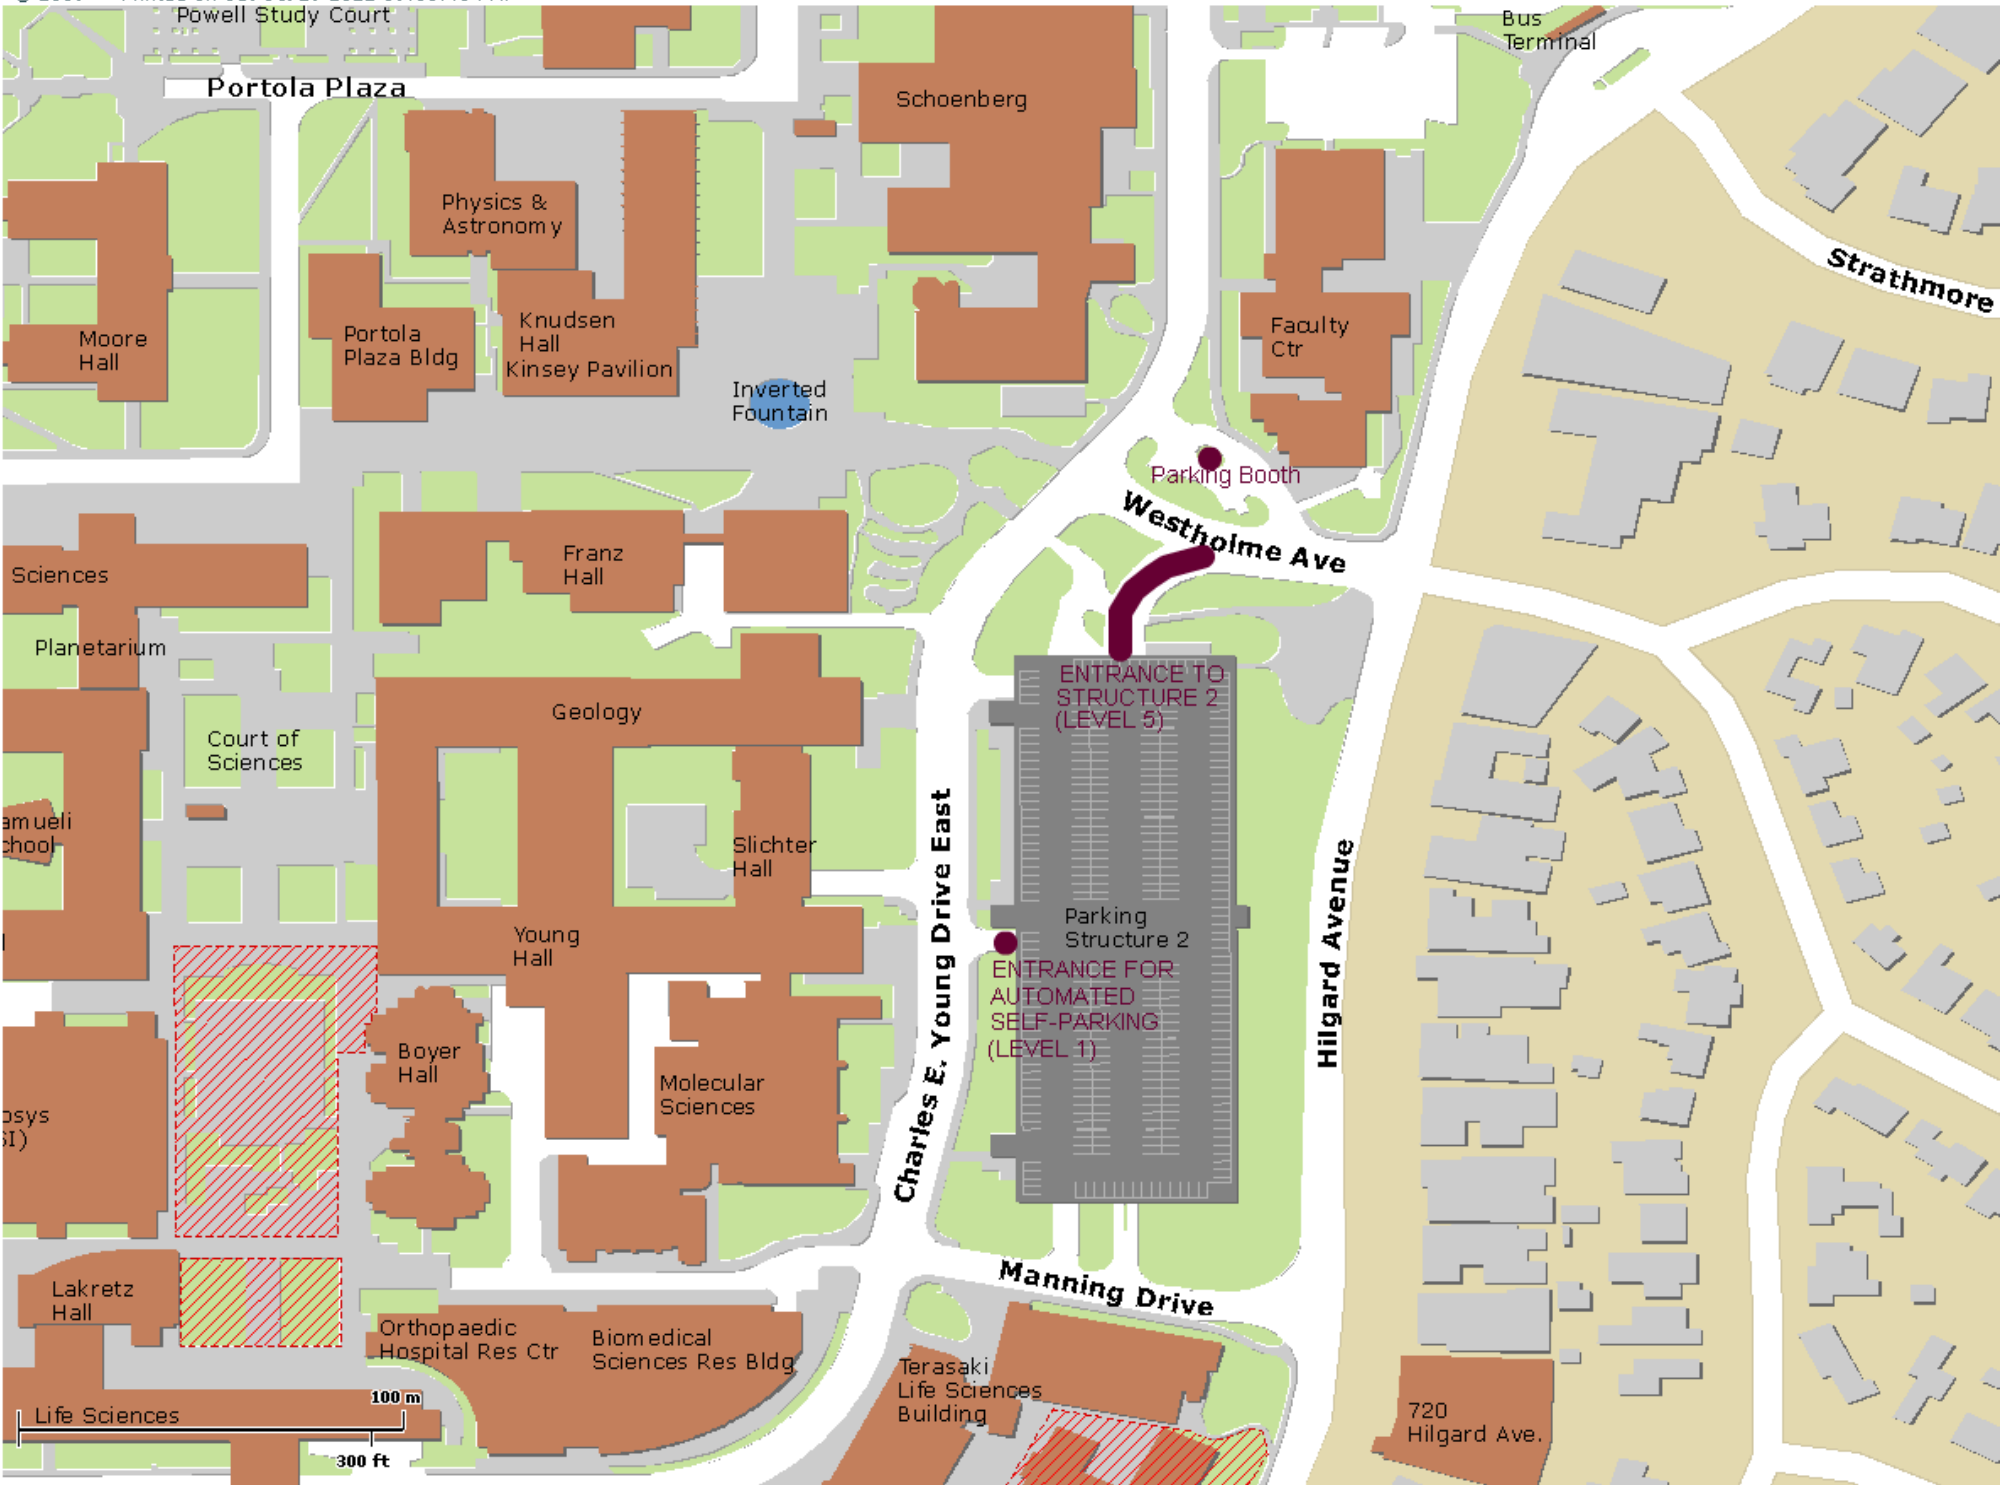 Powell Study Court
Bus
Terminal
Portola Plaza
Schoenberg
Physics &
Astronomy
Strathmore
Moore
Hall
Portola
Plaza Bldg
Knudsen
Hall
Kinsey Pavilion
Faculty
Ctr
Inverted
Fountain
Parking Booth
Westholme Ave
Franz
Hall
Sciences
Planetarium
ENTRANCE TO
STRUCTURE 2
(LEVEL 5)
Geology
Court of
Sciences
amueli
chool
Slichter
Hall
Charles E. Young Drive East
Hilgard Avenue
Parking
Structure 2
Young
Hall
ENTRANCE FOR
AUTOMATED
SELF-PARKING
(LEVEL 1)
Boyer
Hall
Molecular
Sciences
osys
SI)
Manning Drive
Lakretz
Hall
Orthopaedic
Hospital Res Ctr
Biomedical
Sciences Res Bldg
Terasaki
Life Sciences
Building
100 m
Life Sciences
300 ft
720
Hilgard Ave.